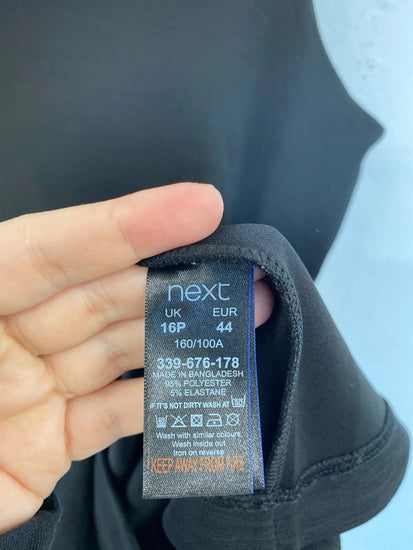 next
UK EUR
16P 44
160/100A
339-676-178
MADE IN BANGLADESH
95% POLYESTER
5% ELASTANE
IF IT'S NOT DIRTY WASH AT 30
Wash with similar colours
Wash inside out
Iron on reverse
KEEP AWAY FROM FIRE